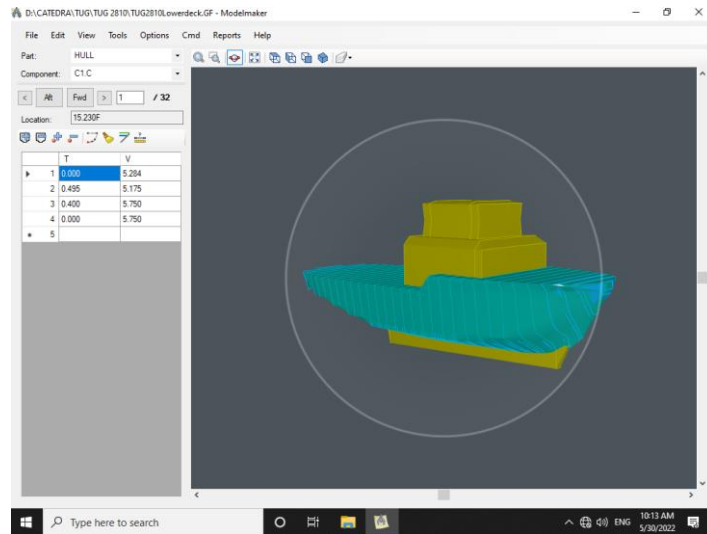 D:\CATEDRA\TUG\TUG 2810\TUG2810Lowerdeck.GF - Modelmaker
File Edit View Tools Options Cmd Reports Help
Part: HULL
Component: C1.C
< Aft Fwd > 1 / 32
Location: 15.230F
T V
1 0.000 5.284
2 0.495 5.175
3 0.400 5.750
4 0.000 5.750
5
Type here to search
ENG
10:13 AM
5/30/2022